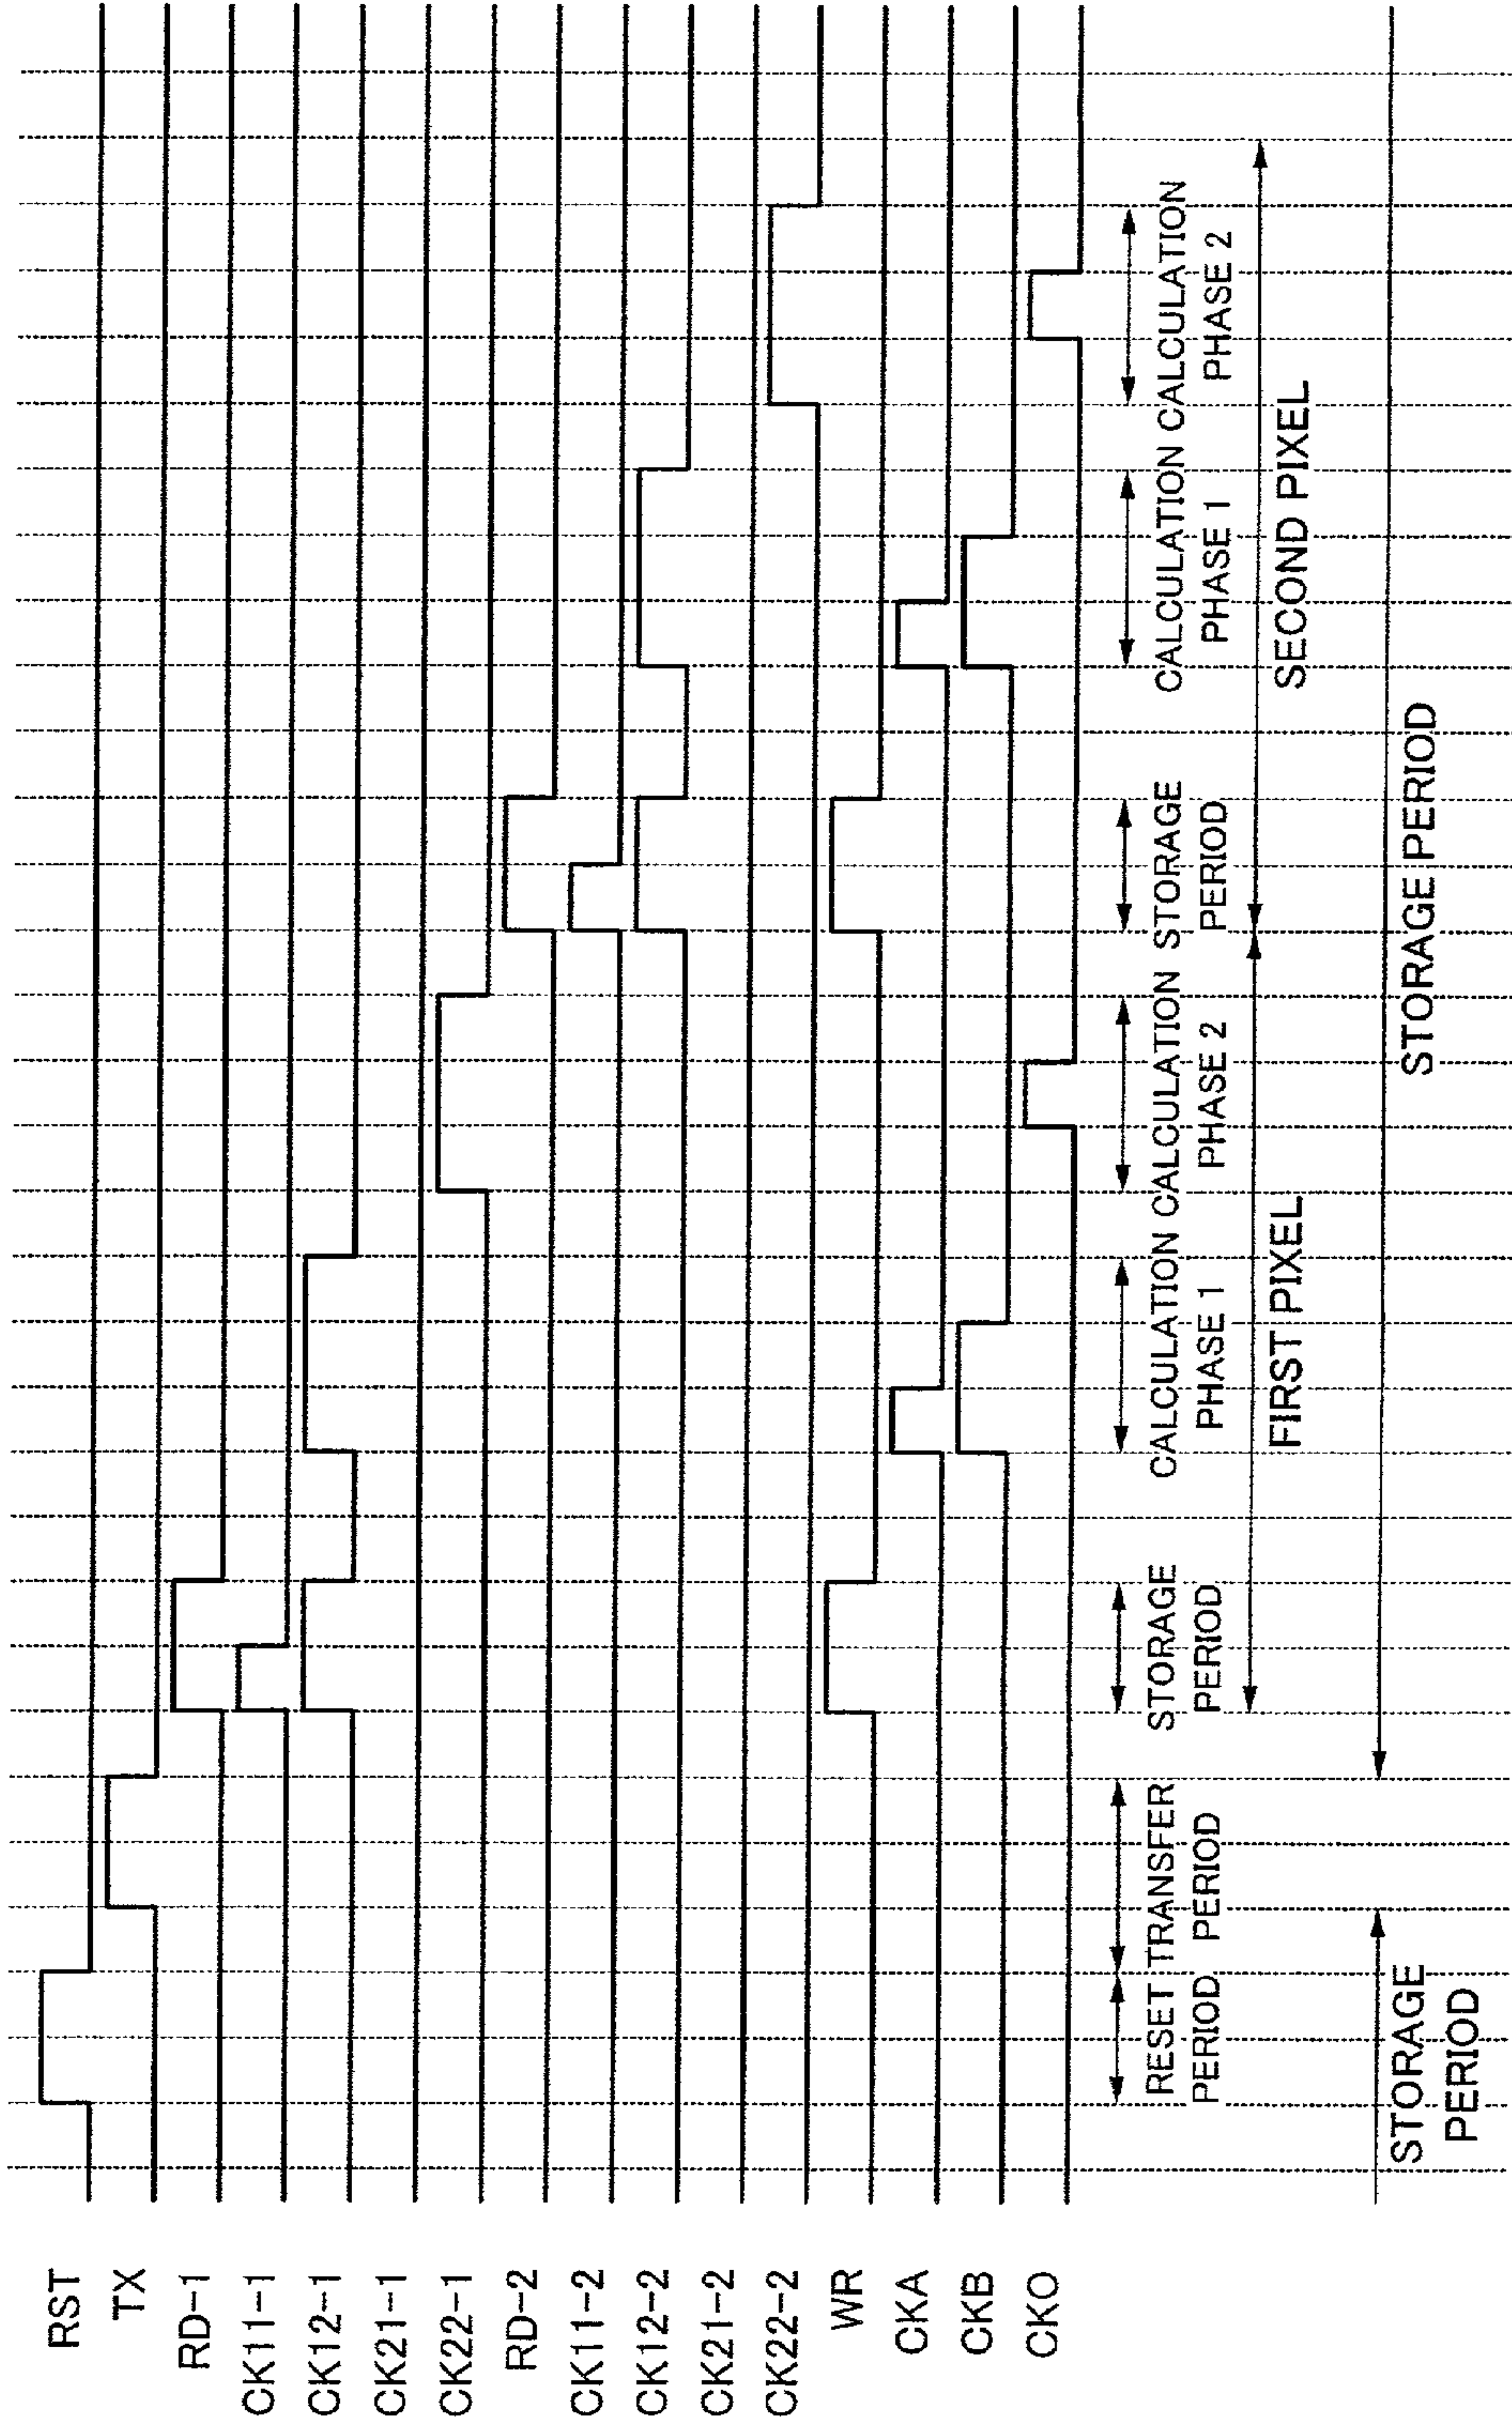 RST
TX
RD-1
CK11-1
CK12-1
CK21-1
CK22-1
RD-2
CK11-2
CK12-2
CK21-2
CK22-2
WR
CKA
CKB
CKO
RESET
PERIOD
TRANSFER
PERIOD
STORAGE
PERIOD
CALCULATION
PHASE 1
CALCULATION
PHASE 2
STORAGE
PERIOD
CALCULATION
PHASE 1
CALCULATION
PHASE 2
FIRST PIXEL
SECOND PIXEL
STORAGE
PERIOD
STORAGE PERIOD